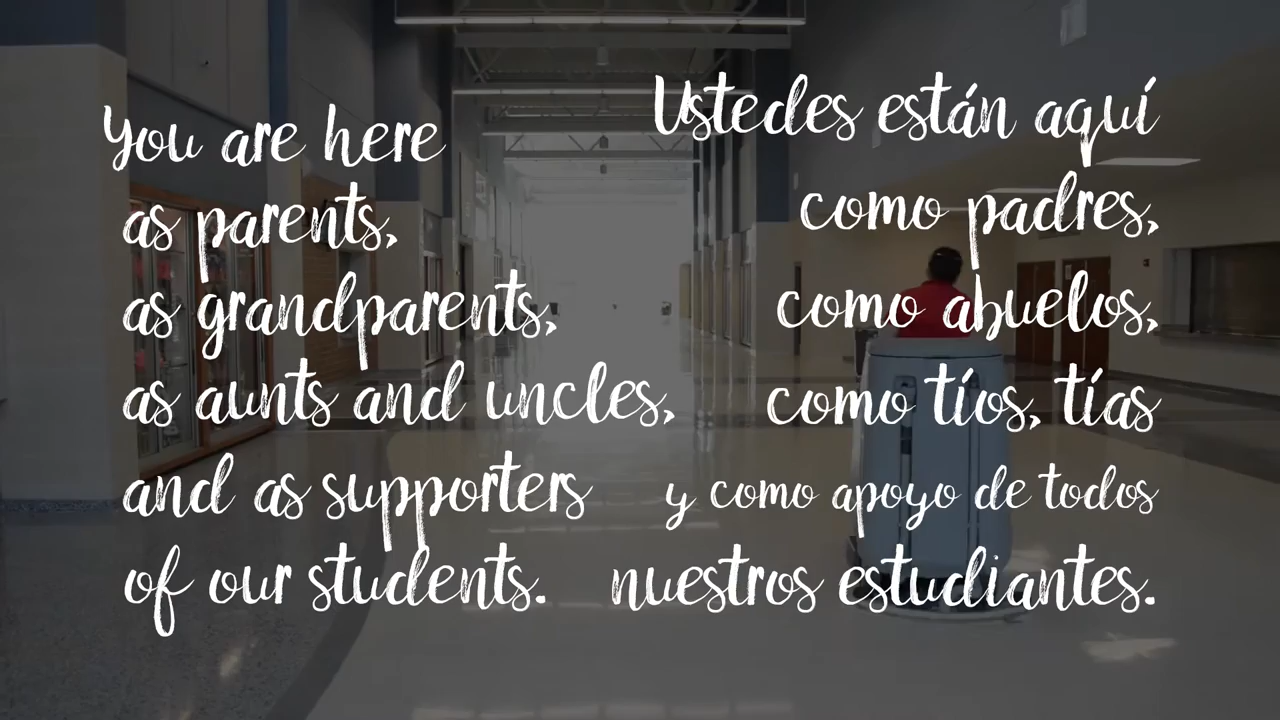 You are here
as parents,
as grandparents,
as aunts and uncles,
and as supporters
of our students.
Ustedes están aquí
como padres,
como abuelos,
como tíos, tías
y como apoyo de todos
nuestros estudiantes.